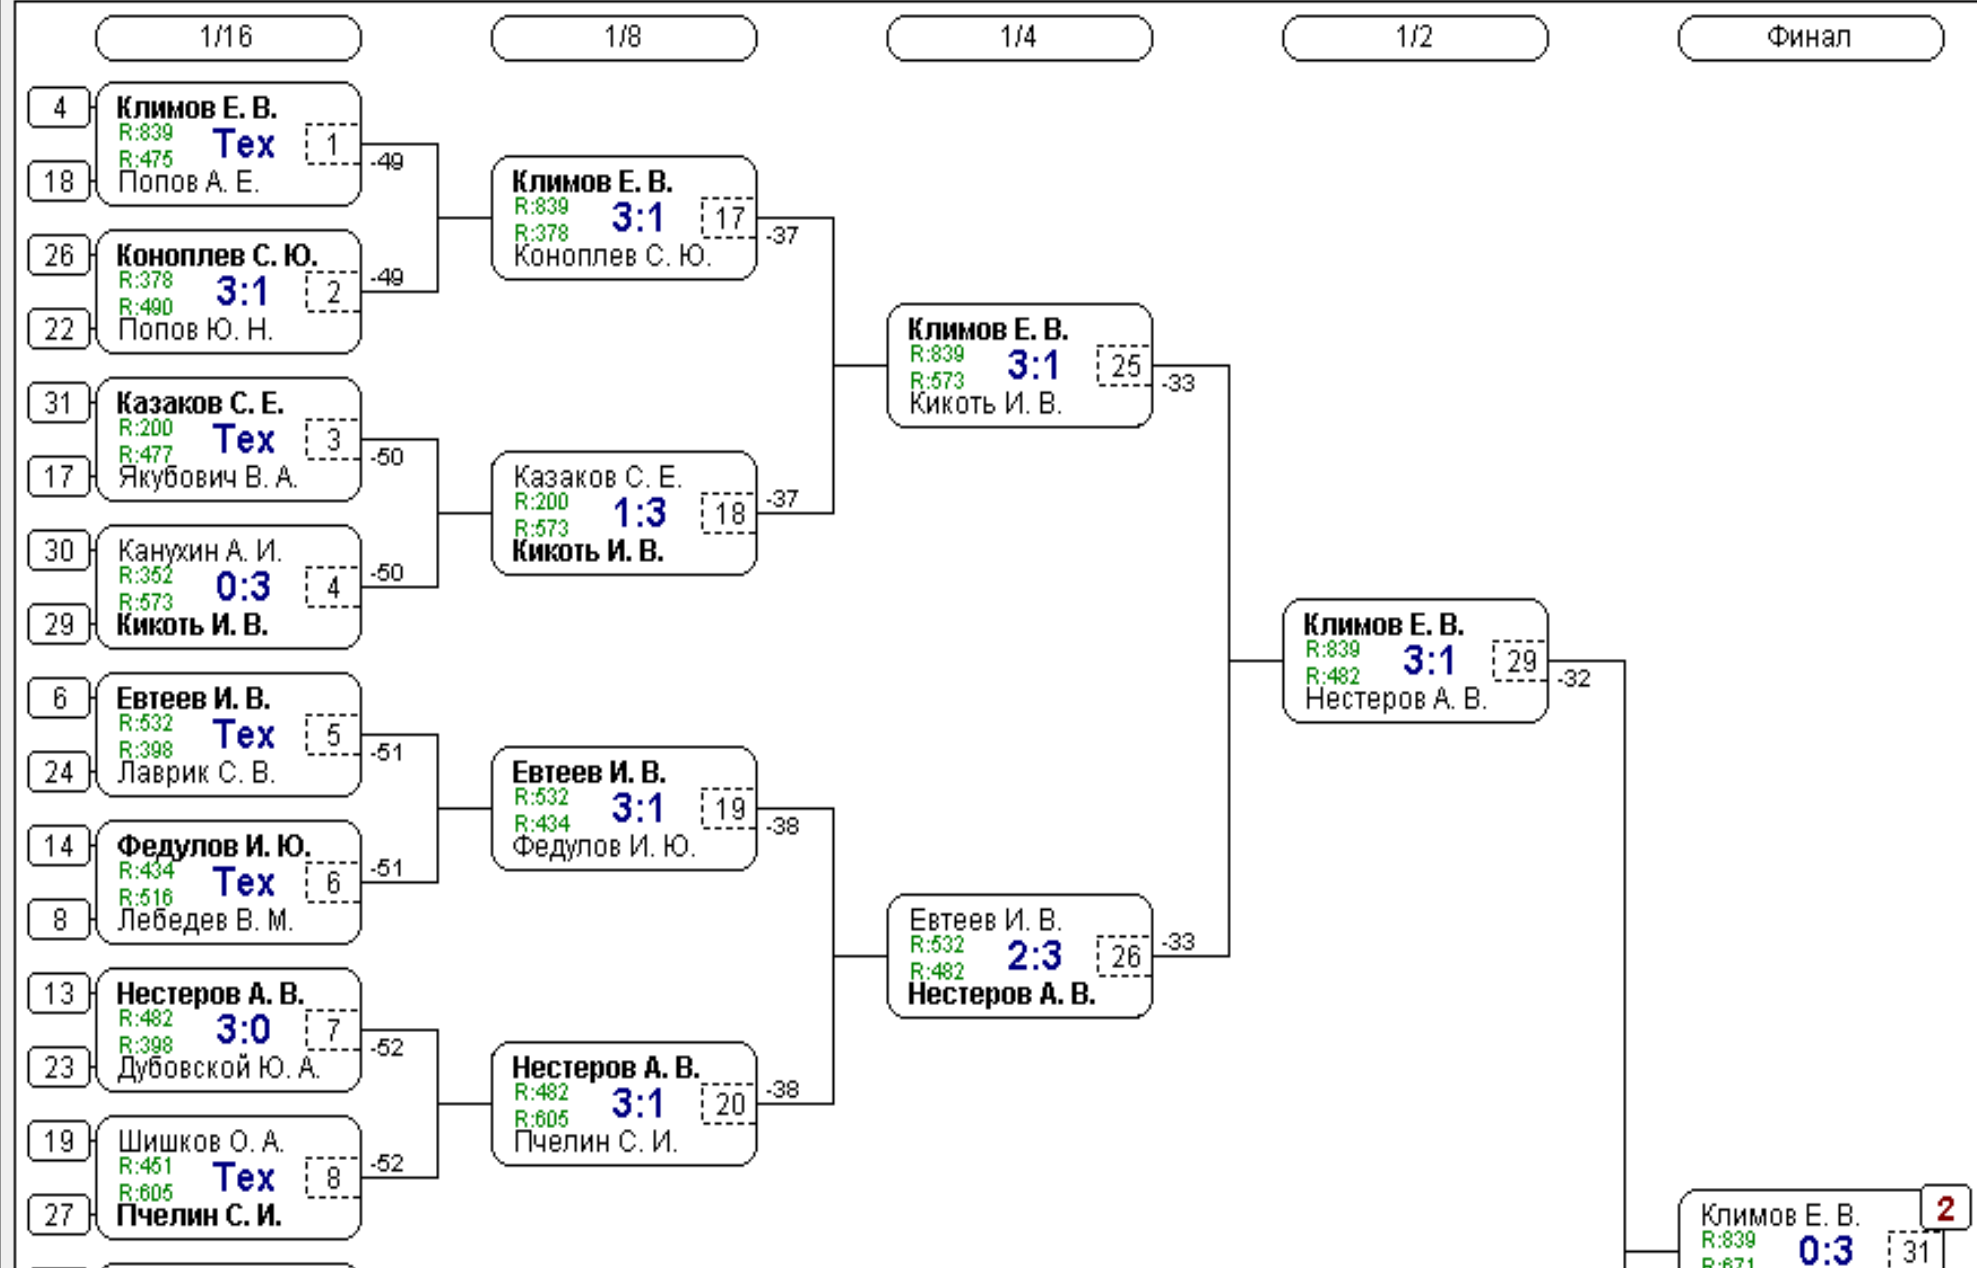 1/16
1/8
1/4
1/2
Финал
4
Климов Е. В.
R:839
Тех
1
R:475
18
Попов А. Е.
-49
26
Коноплев С. Ю.
R:378
3:1
2
R:490
22
Попов Ю. Н.
-49
31
Казаков С. Е.
R:200
Тех
3
R:477
17
Якубович В. А.
-50
30
Канухин А. И.
R:352
0:3
4
R:573
29
Кикоть И. В.
-50
6
Евтеев И. В.
R:532
Тех
5
R:398
24
Лаврик С. В.
-51
14
Федулов И. Ю.
R:434
Тех
6
R:516
8
Лебедев В. М.
-51
13
Нестеров А. В.
R:482
3:0
7
R:398
23
Дубовской Ю. А.
-52
19
Шишков О. А.
R:451
Тех
8
R:605
27
Пчелин С. И.
-52
Климов Е. В.
R:839
3:1
17
R:378
Коноплев С. Ю.
-37
Казаков С. Е.
R:200
1:3
18
R:573
Кикоть И. В.
-37
Евтеев И. В.
R:532
3:1
19
R:434
Федулов И. Ю.
-38
Нестеров А. В.
R:482
3:1
20
R:605
Пчелин С. И.
-38
Климов Е. В.
R:839
3:1
25
R:573
Кикоть И. В.
-33
Евтеев И. В.
R:532
2:3
26
R:482
Нестеров А. В.
-33
Климов Е. В.
R:839
3:1
29
R:482
Нестеров А. В.
-32
2
Климов Е. В.
R:839
0:3
31
R:671